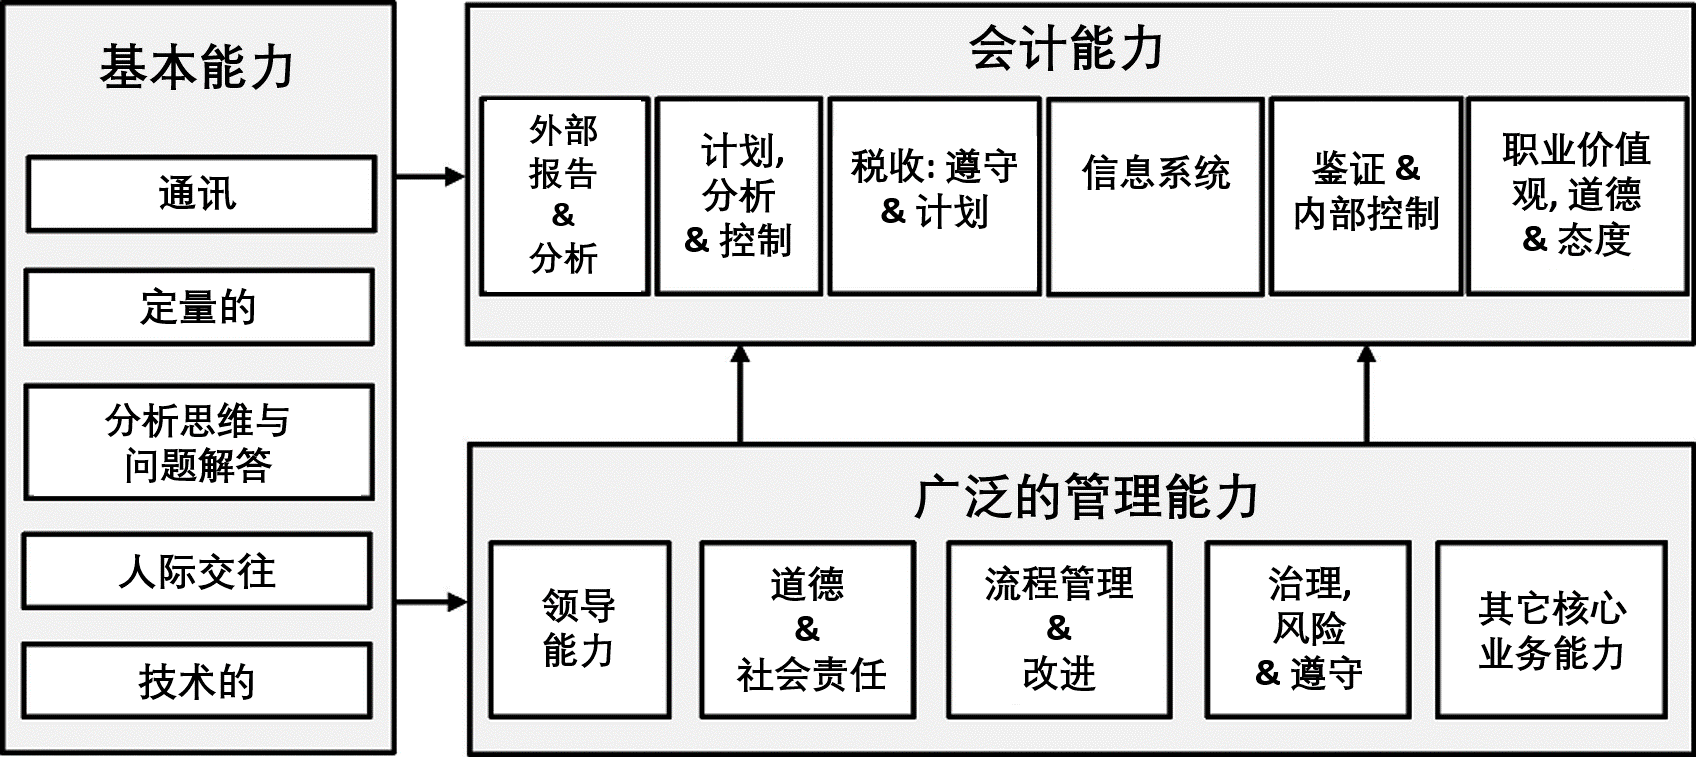 基本能力
通讯
定量的
分析思维与
问题解答
人际交往
技术的
会计能力
外部
报告
&
分析
计划,
分析
& 控制
税收: 遵守
& 计划
信息系统
鉴证 &
内部控制
职业价值
观, 道德
& 态度
广泛的管理能力
领导
能力
道德
&
社会责任
流程管理
&
改进
治理,
风险
& 遵守
其它核心
业务能力